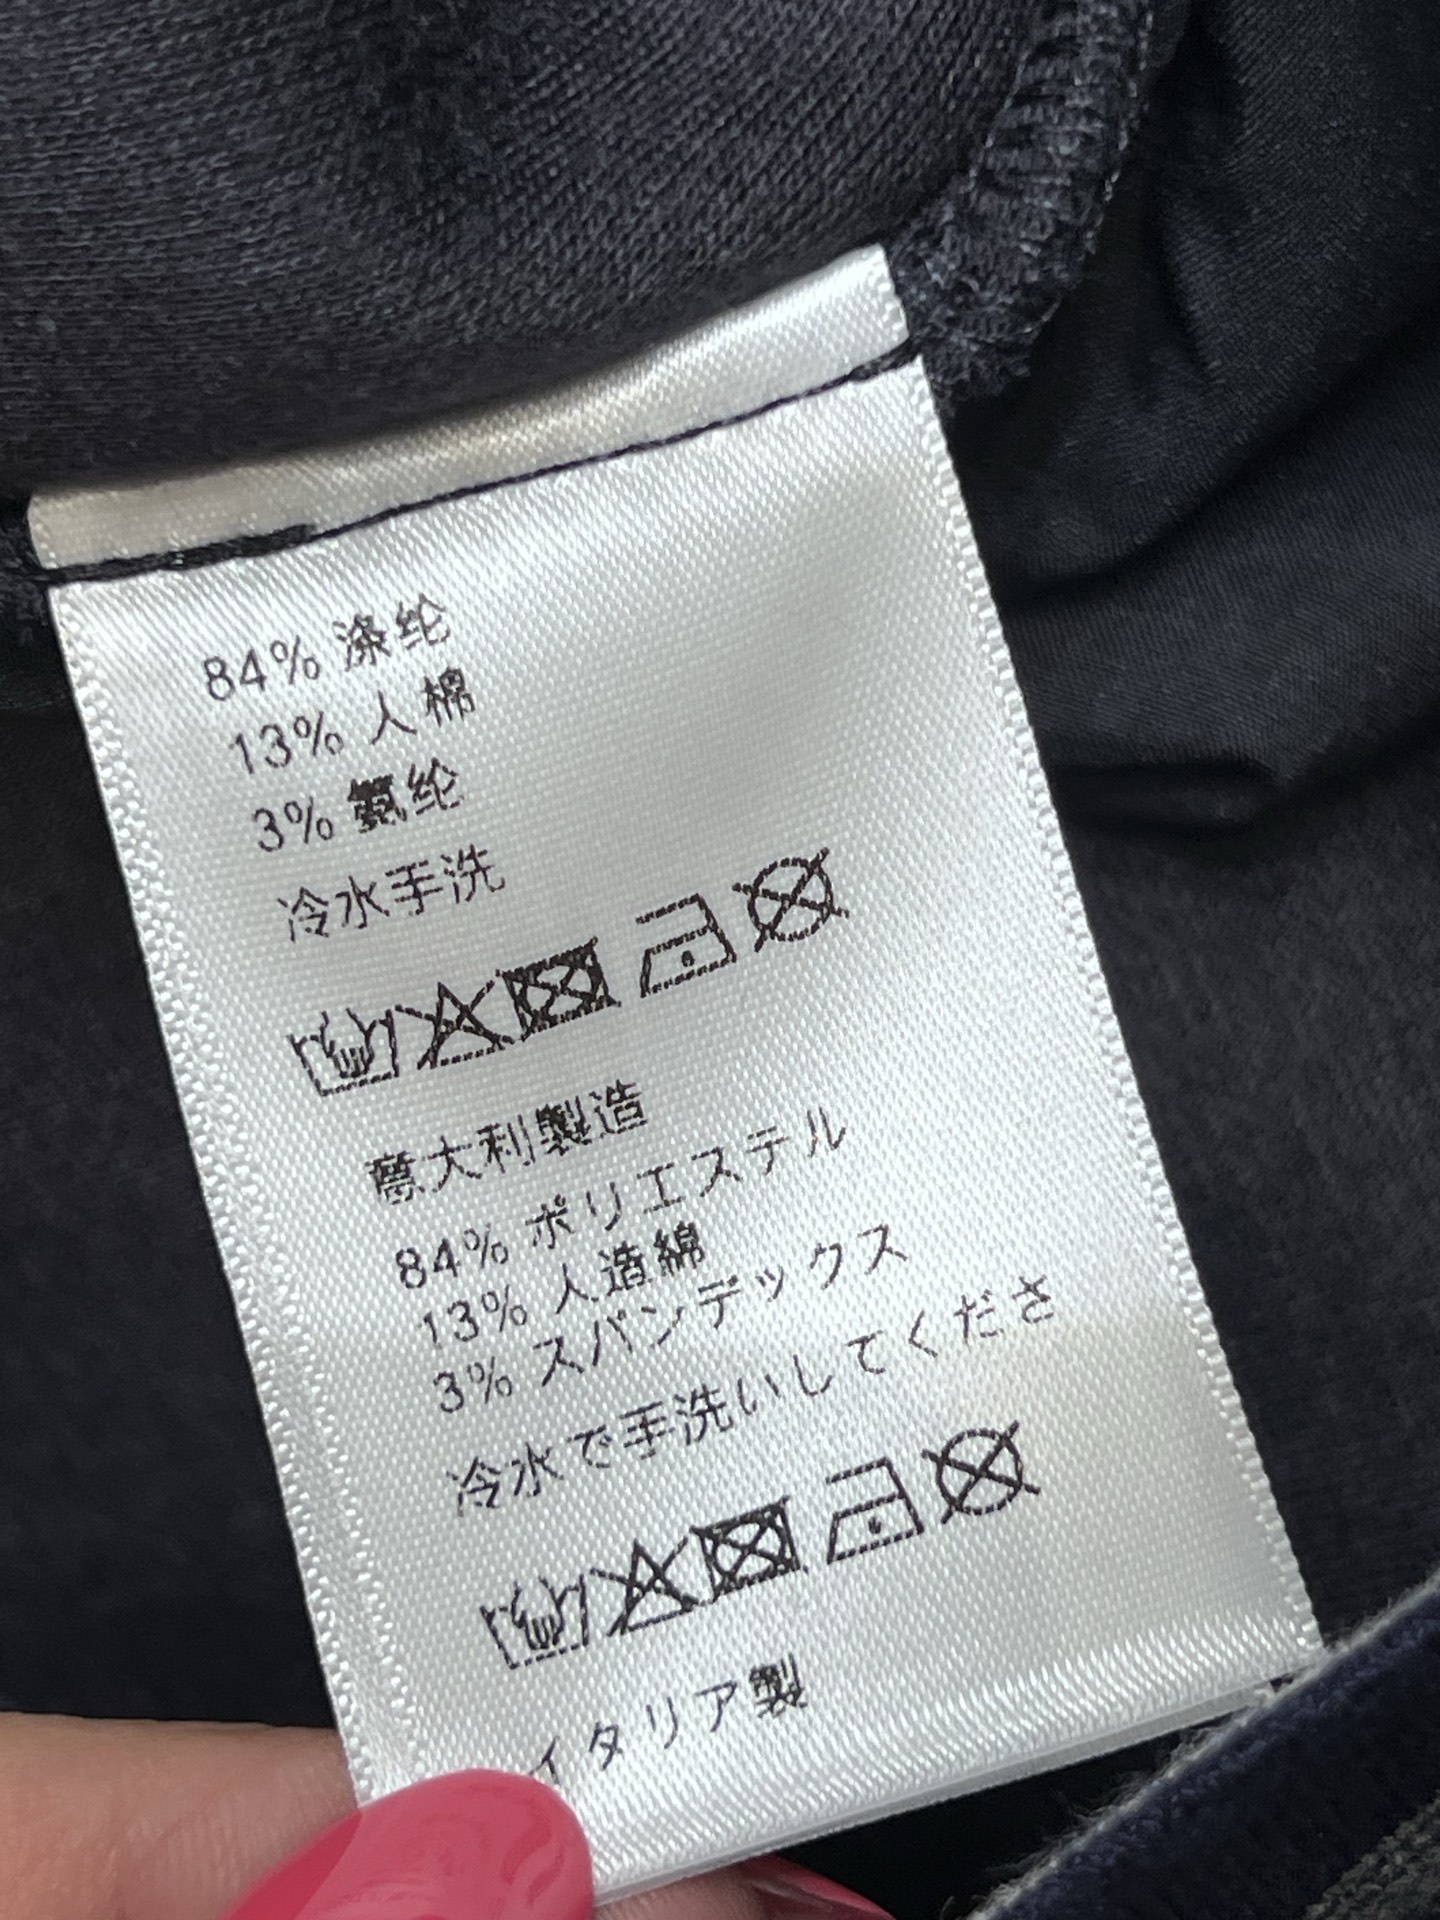 84% 涤纶
13% 人棉
3% 氨纶
冷水手洗
意大利製造
84% ポリエステル
13% 人造綿
3% スパンデックス
冷水で手洗いしてくださ
イタリア製